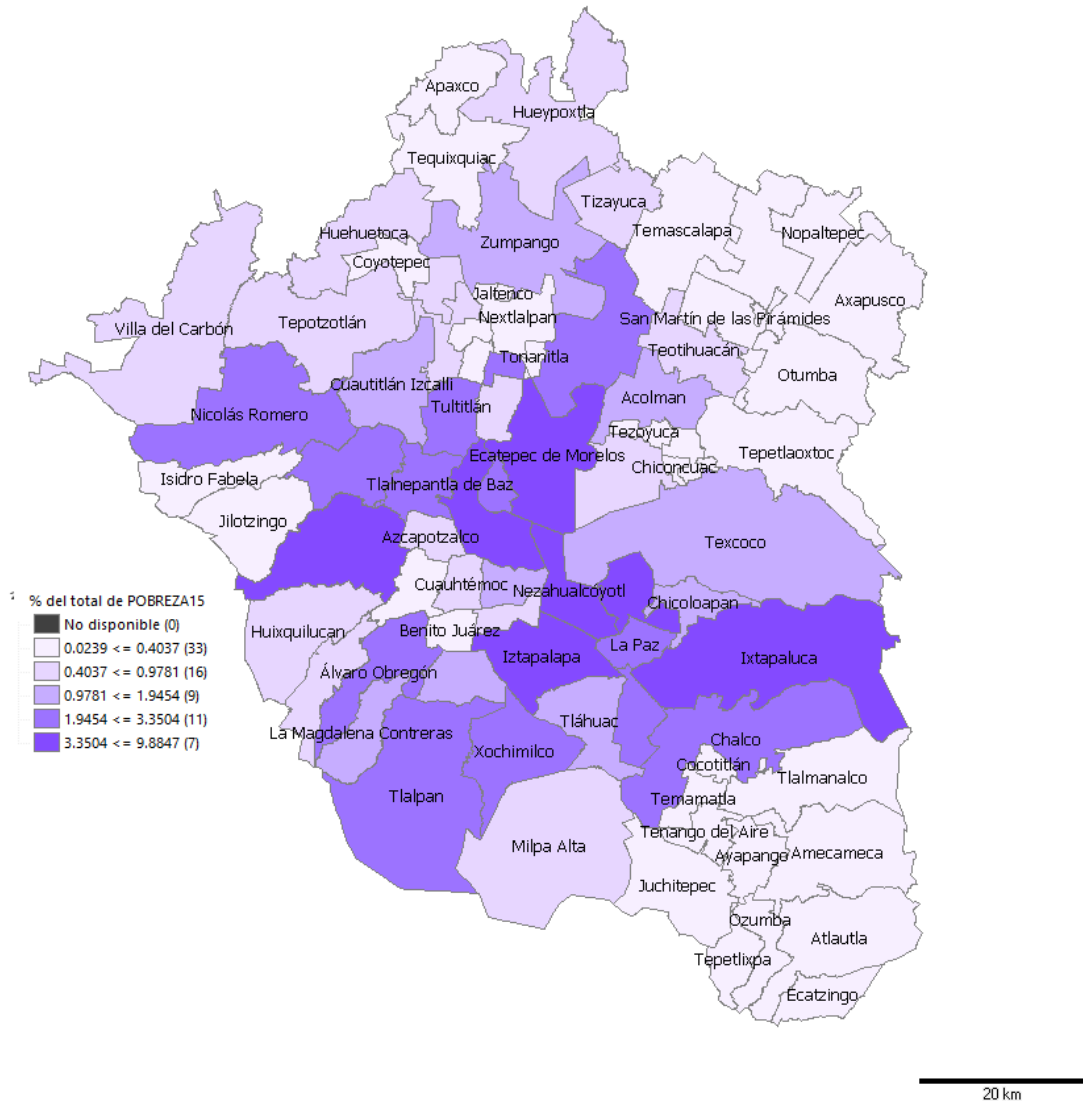 Apaxco
Hueypoxtla
Tequixquiac
Tizayuca
Huehuetoca
Zumpango
Temascalapa
Nopaltepec
Coyotepec
Jaltenco
Axapusco
Villa del Carbón
Tepotzotlán
Nextlalpan
San Martín de las Pirámides
Teotihuacán
Tonanitla
Otumba
Cuautitlán Izcalli
Acolman
Nicolás Romero
Tultitlán
Tezoyuca
Ecatepec de Morelos
Tepetlaoxtoc
Chiconcuac
Isidro Fabela
Tlalnepantla de Baz
Jilotzingo
Azcapotzalco
Texcoco
Cuauhtémoc
Nezahualcóyotl
Chicoloapan
Huixquilucan
Benito Juárez
La Paz
Iztapalapa
Ixtapaluca
Álvaro Obregón
Tláhuac
La Magdalena Contreras
Chalco
Xochimilco
Cocotitlán
Tlalmanalco
Tlalpan
Temamatla
Tenango del Aire
Milpa Alta
Ayapango
Amecameca
Juchitepec
Ozumba
Atlautla
Tepetlixpa
Ecatzingo
% del total de POBREZA15
No disponible (0)
0.0239 <= 0.4037 (33)
0.4037 <= 0.9781 (16)
0.9781 <= 1.9454 (9)
1.9454 <= 3.3504 (11)
3.3504 <= 9.8847 (7)
20 km